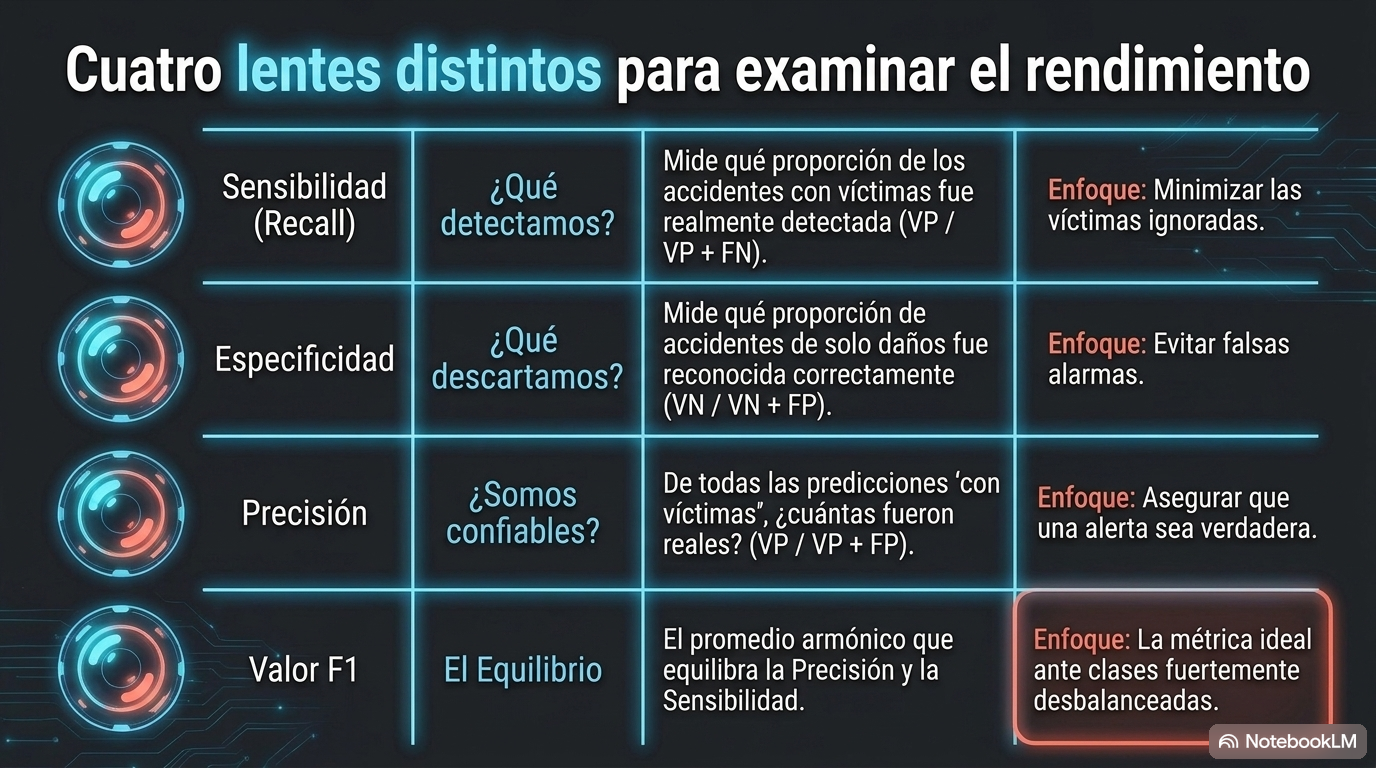 Cuatro lentes distintos para examinar el rendimiento
Sensibilidad
(Recall)
¿Qué
detectamos?
Mide qué proporción de los
accidentes con víctimas fue
realmente detectada (VP /
VP + FN).
Enfoque: Minimizar las
víctimas ignoradas.
Especificidad
¿Qué
descartamos?
Mide qué proporción de
accidentes de solo daños fue
reconocida correctamente
(VN / VN + FP).
Enfoque: Evitar falsas
alarmas.
Precisión
¿Somos
confiables?
De todas las predicciones ‘con
víctimas”, ¿cuántas fueron
reales? (VP / VP + FP).
Enfoque: Asegurar que
una alerta sea verdadera.
Valor F1
El Equilibrio
El promedio armónico que
equilibra la Precisión y la
Sensibilidad.
Enfoque: La métrica ideal
ante clases fuertemente
desbalanceadas.
NotebookLM